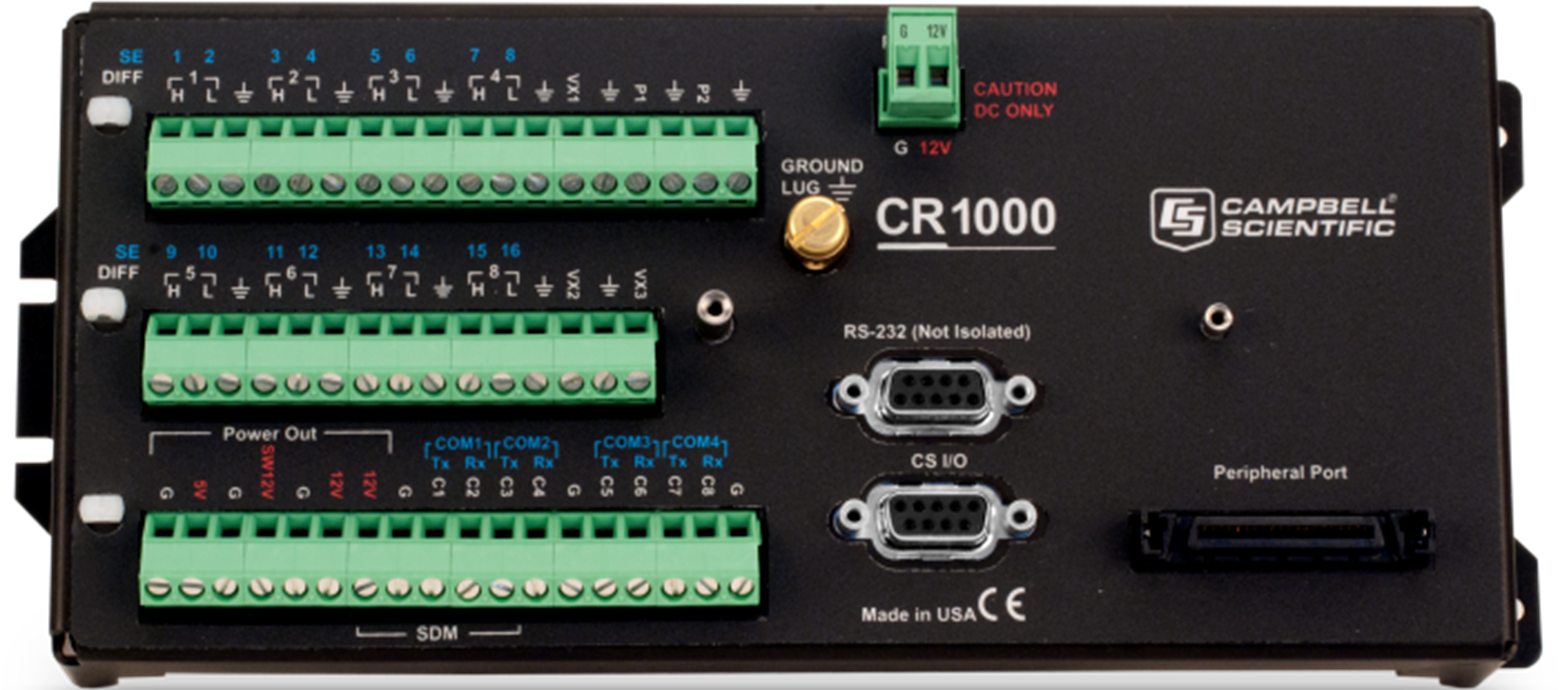 SE 1 2 3 4 5 6 7 8
DIFF 1 2 3 4
H L H L H L H L VX1 P1 P2
G 12V
CAUTION
DC ONLY
G 12V
GROUND
LUG
CR1000
CAMPBELL®
SCIENTIFIC
SE 9 10 11 12 13 14 15 16
DIFF 5 6 7 8
H L H L H L H L VX2 VX3
RS-232 (Not Isolated)
Power Out
COM1 COM2 COM3 COM4
Tx Rx Tx Rx Tx Rx Tx Rx
G 5V G SW12V G 12V 12V G C1 C2 C3 C4 G C5 C6 C7 C8 G
CS I/O
Peripheral Port
SDM
Made in USA CE